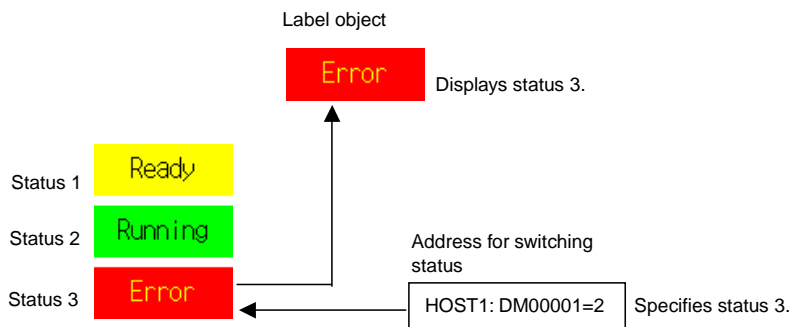 Label object
Error
Displays status 3.
Status 1
Ready
Status 2
Running
Status 3
Error
Address for switching
status
HOST1: DM00001=2
Specifies status 3.